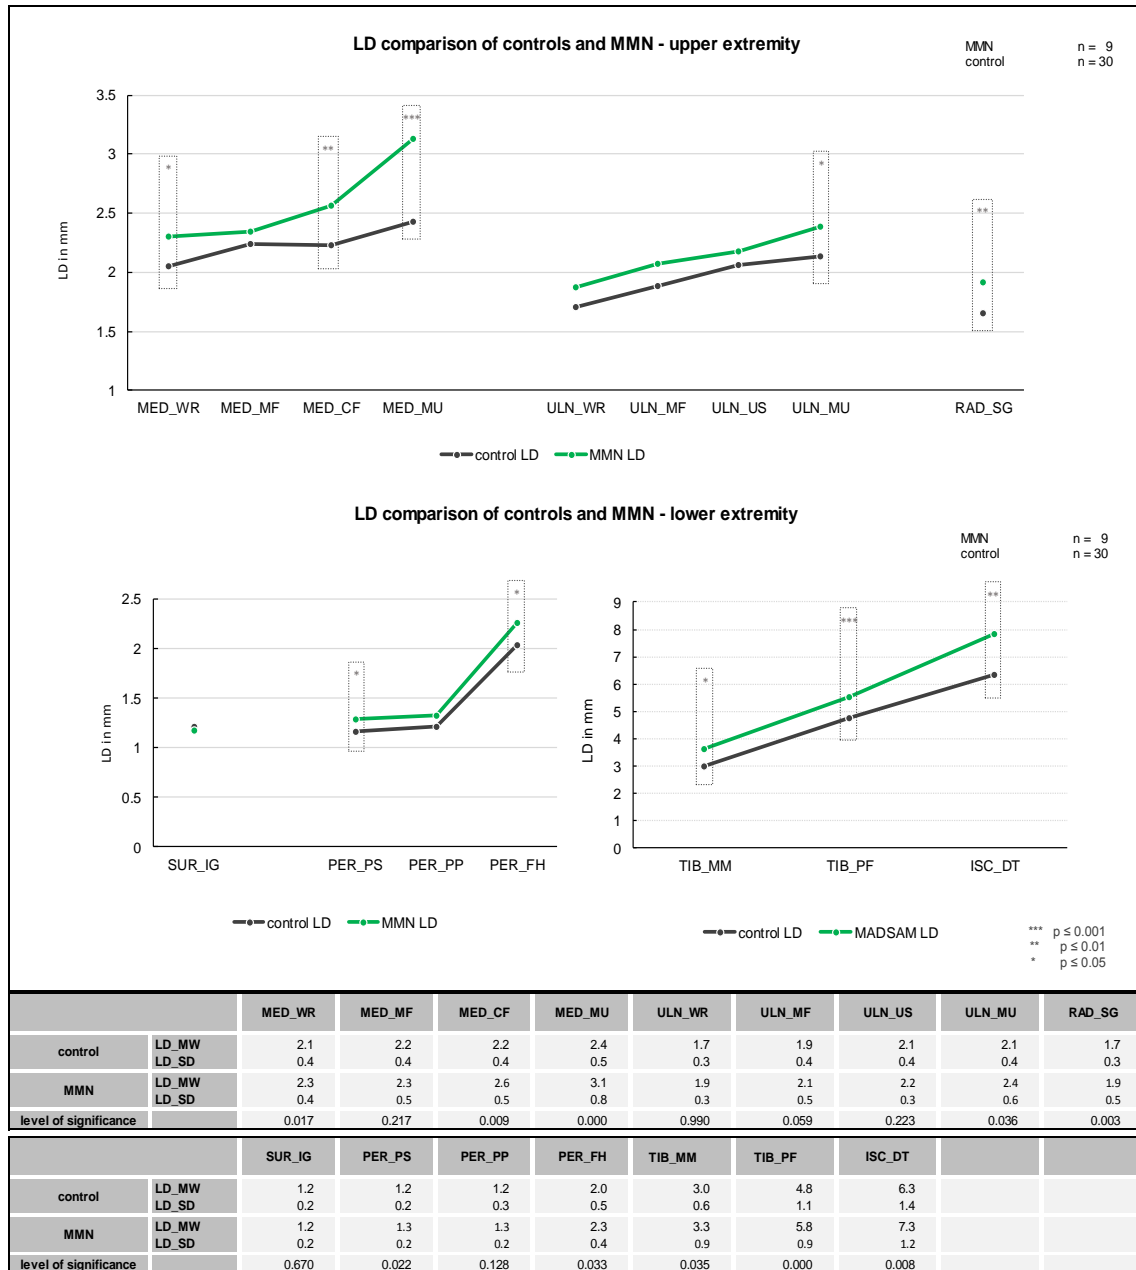 LD comparison of controls and MMN - upper extremity
MMN n = 9
control n = 30
3.5
3
2.5
2
1.5
1
LD in mm
* ** *** * **
MED_WR MED_MF MED_CF MED_MU ULN_WR ULN_MF ULN_US ULN_MU RAD_SG
control LD MMN LD
LD comparison of controls and MMN - lower extremity
MMN n = 9
control n = 30
2.5
2
1.5
1
0.5
0
LD in mm
* *
SUR_IG PER_PS PER_PP PER_FH
control LD MMN LD
9
8
7
6
5
4
3
2
1
0
LD in mm
* *** **
TIB_MM TIB_PF ISC_DT
control LD MADSAM LD
*** p ≤ 0.001
** p ≤ 0.01
* p ≤ 0.05
MED_WR MED_MF MED_CF MED_MU ULN_WR ULN_MF ULN_US ULN_MU RAD_SG
control LD_MW 2.1 2.2 2.2 2.4 1.7 1.9 2.1 2.1 1.7
LD_SD 0.4 0.4 0.4 0.5 0.3 0.4 0.4 0.4 0.3
MMN LD_MW 2.3 2.3 2.6 3.1 1.9 2.1 2.2 2.4 1.9
LD_SD 0.4 0.5 0.5 0.8 0.3 0.5 0.3 0.6 0.5
level of significance 0.017 0.217 0.009 0.000 0.990 0.059 0.223 0.036 0.003
SUR_IG PER_PS PER_PP PER_FH TIB_MM TIB_PF ISC_DT
control LD_MW 1.2 1.2 1.2 2.0 3.0 4.8 6.3
LD_SD 0.2 0.2 0.3 0.5 0.6 1.1 1.4
MMN LD_MW 1.2 1.3 1.3 2.3 3.3 5.8 7.3
LD_SD 0.2 0.2 0.2 0.4 0.9 0.9 1.2
level of significance 0.670 0.022 0.128 0.033 0.035 0.000 0.008